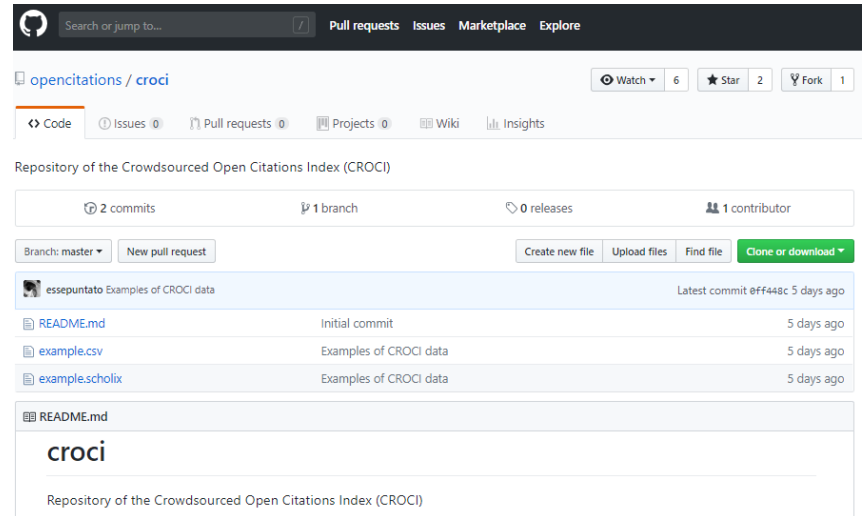 Search or jump to... / Pull requests Issues Marketplace Explore
opencitations / croci Watch 6 Star 2 Fork 1
<> Code Issues 0 Pull requests 0 Projects 0 Wiki Insights
Repository of the Crowdsourced Open Citations Index (CROCI)
2 commits 1 branch 0 releases 1 contributor
Branch: master New pull request Create new file Upload files Find file Clone or download
essepuntato Examples of CROCI data Latest commit 0ff448c 5 days ago
README.md Initial commit 5 days ago
example.csv Examples of CROCI data 5 days ago
example.scholix Examples of CROCI data 5 days ago
README.md
croci
Repository of the Crowdsourced Open Citations Index (CROCI)